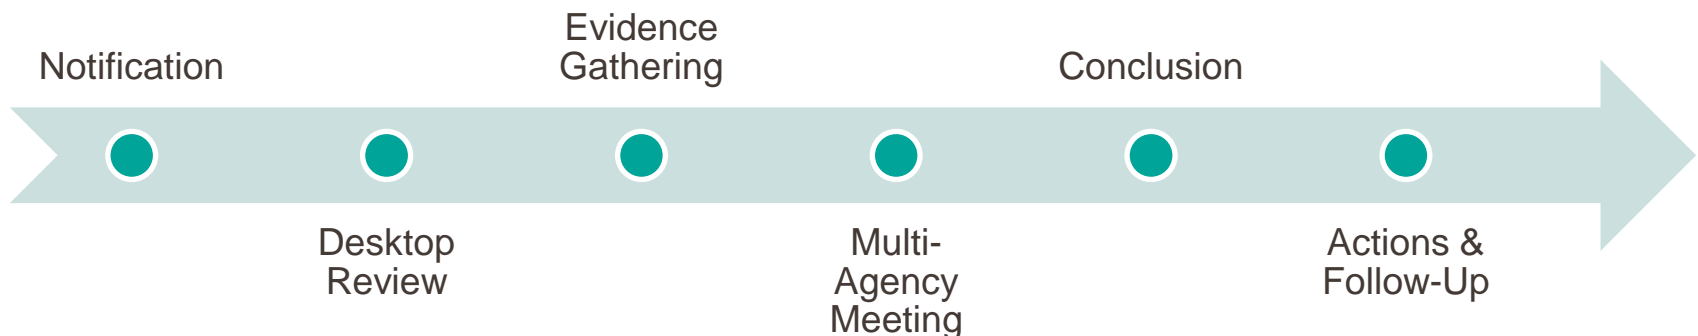 Notification
Desktop
Review
Evidence
Gathering
Multi-
Agency
Meeting
Conclusion
Actions &
Follow-Up